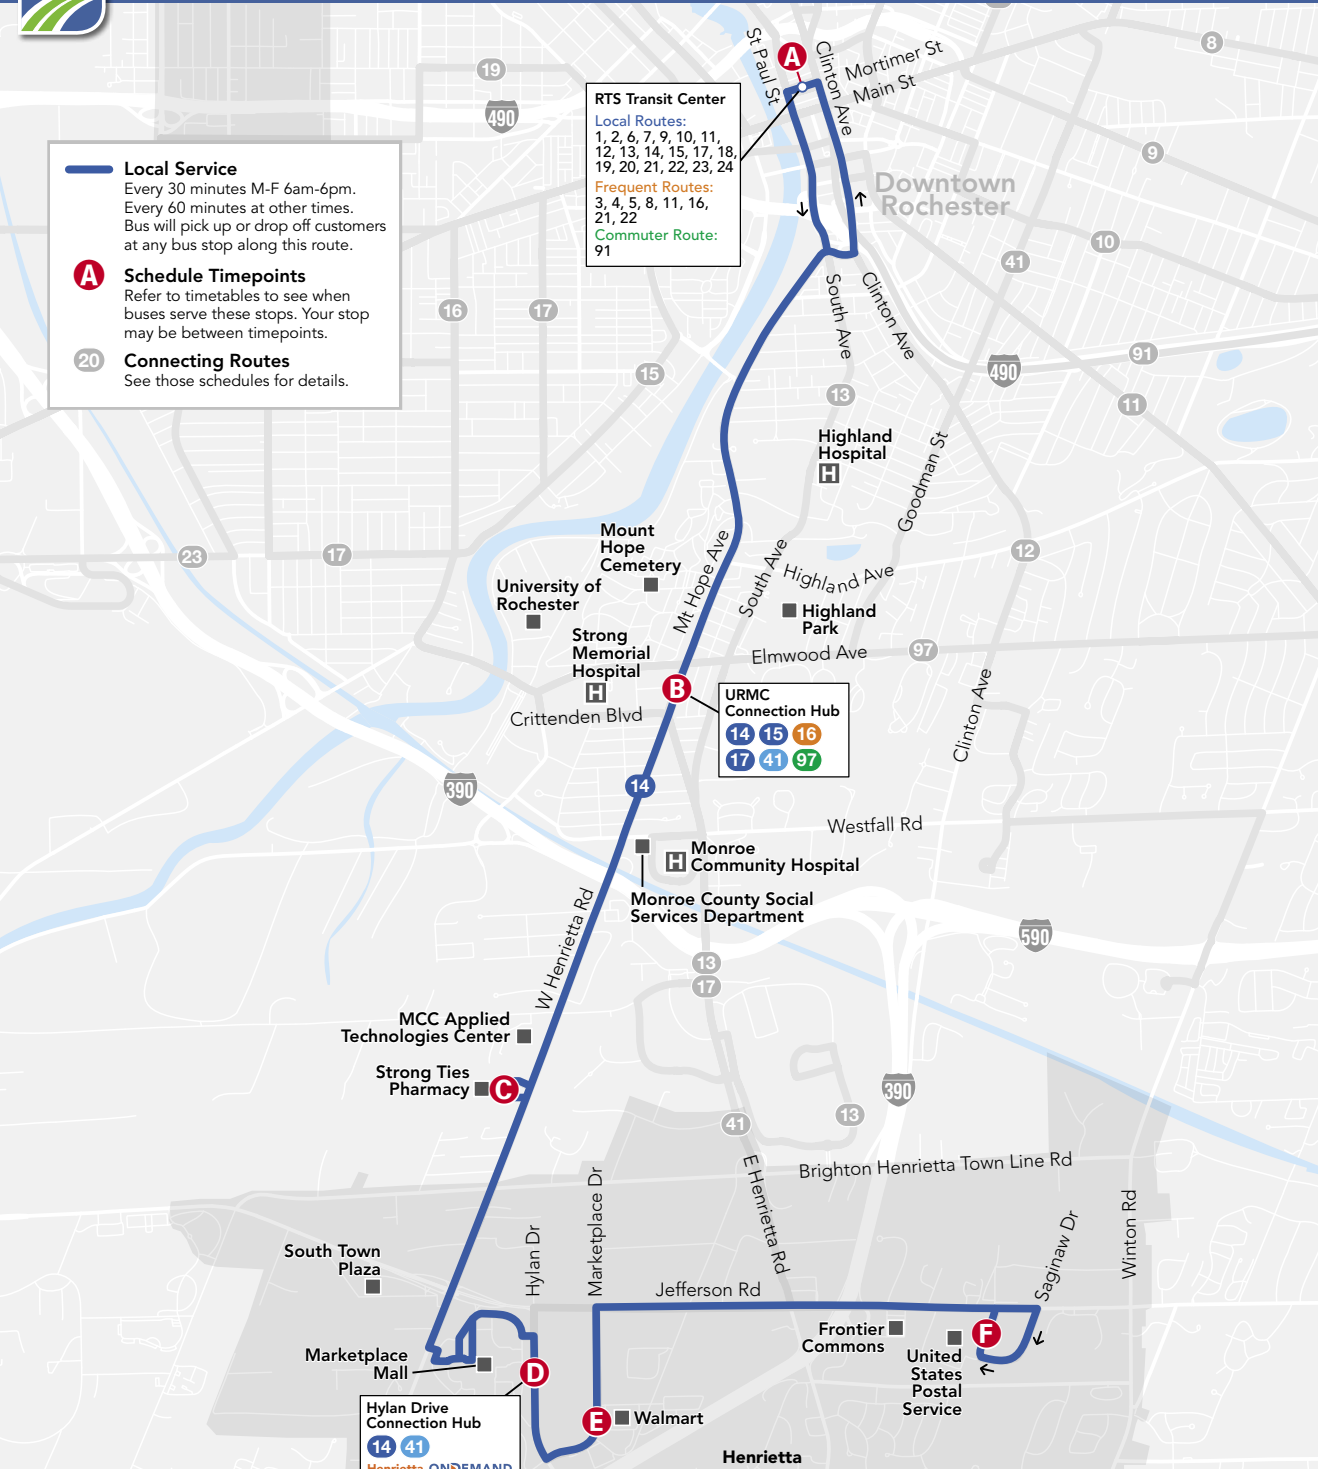 St Paul St
A
Clinton Ave
Mortimer St
Main St
8
19
490
RTS Transit Center
Local Routes:
1, 2, 6, 7, 9, 10, 11,
12, 13, 14, 15, 17, 18,
19, 20, 21, 22, 23, 24
Frequent Routes:
3, 4, 5, 8, 11, 16,
21, 22
Commuter Route:
91
Local Service
Every 30 minutes M-F 6am-6pm.
Every 60 minutes at other times.
Bus will pick up or drop off customers
at any bus stop along this route.
A
Schedule Timepoints
Refer to timetables to see when
buses serve these stops. Your stop
may be between timepoints.
20
Connecting Routes
See those schedules for details.
9
Downtown
Rochester
10
41
16
17
South Ave
Clinton Ave
91
490
15
13
11
Highland
Hospital
H
Goodman St
Mount
Hope
Cemetery
23
17
12
Mt Hope Ave
South Ave
Highland Ave
University of
Rochester
Highland
Park
Strong
Memorial
Hospital
H
Elmwood Ave
97
B
URMC
Connection Hub
14
15
16
17
41
97
Crittenden Blvd
Clinton Ave
390
14
Westfall Rd
H
Monroe
Community Hospital
Monroe County Social
Services Department
590
W Henrietta Rd
13
17
MCC Applied
Technologies Center
Strong Ties
Pharmacy
C
390
41
13
Brighton Henrietta Town Line Rd
E Henrietta Rd
Marketplace Dr
Hylan Dr
Saginaw Dr
Winton Rd
South Town
Plaza
Jefferson Rd
Frontier
Commons
F
United
States
Postal
Service
Marketplace
Mall
D
Hylan Drive
Connection Hub
14
41
Henrietta ONDEMAND
E
Walmart
Henrietta